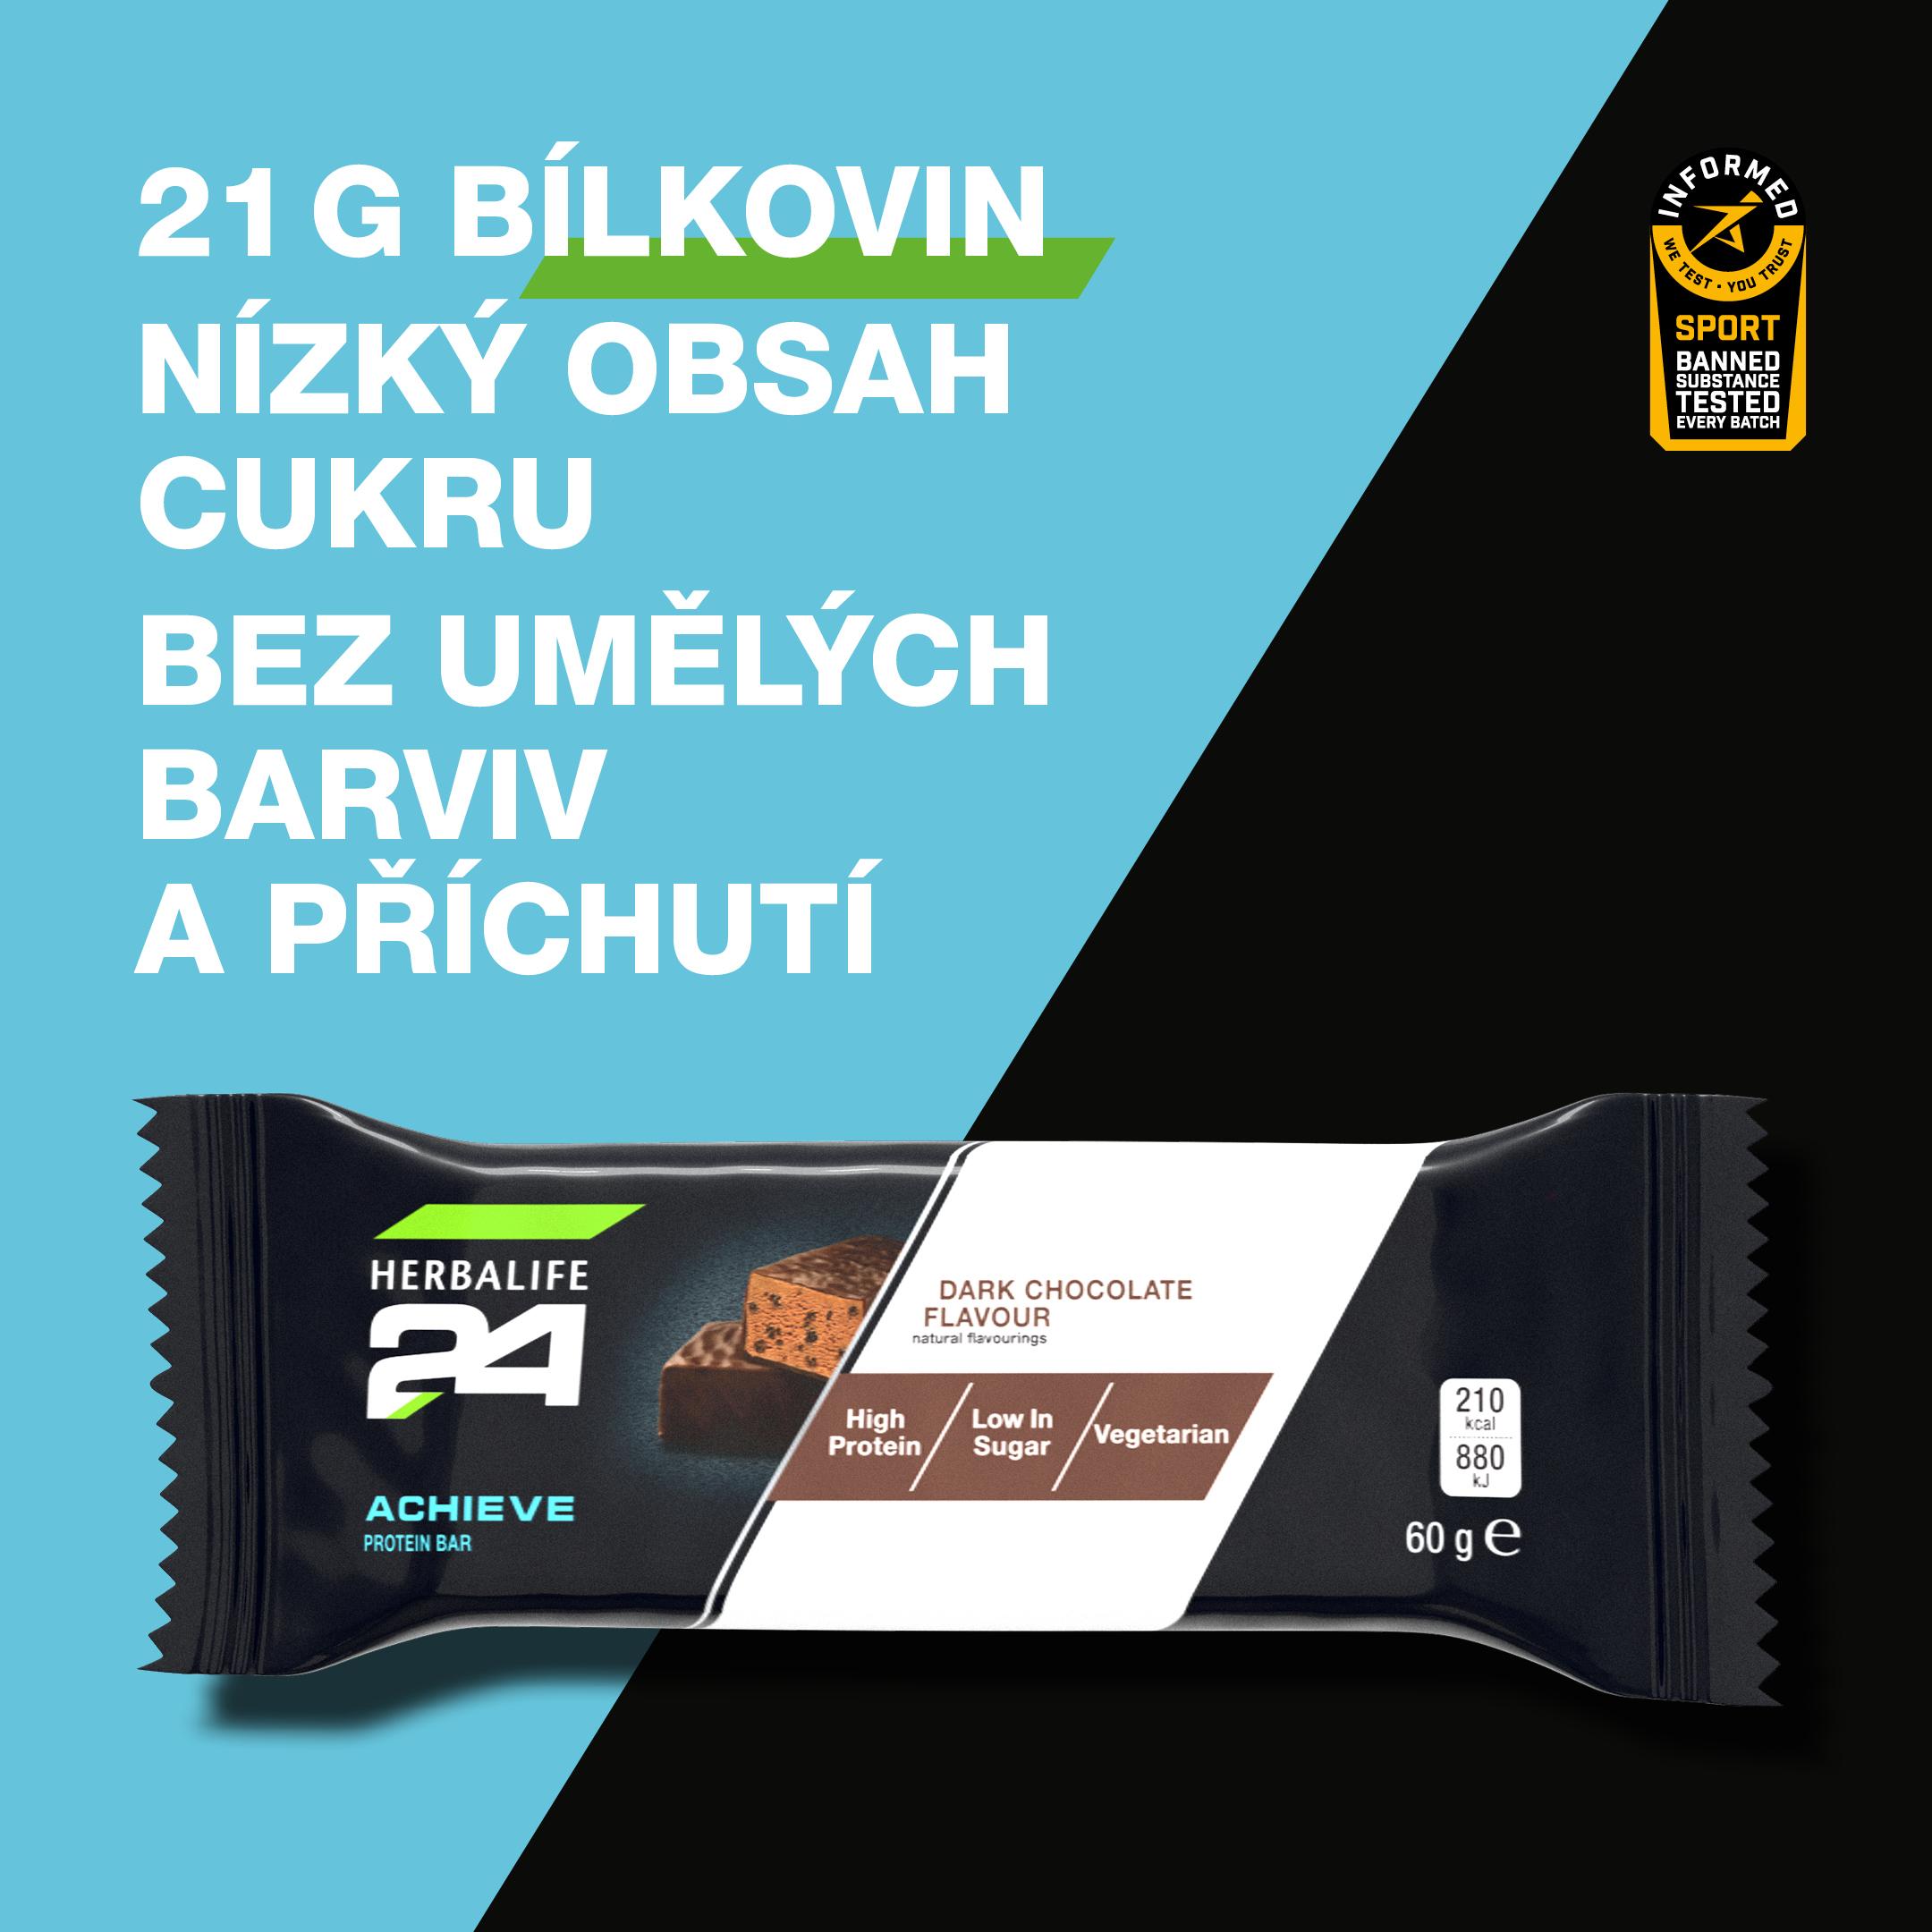 21 G BÍLKOVIN
NÍZKÝ OBSAH
CUKRU
BEZ UMĚLÝCH
BARVIV
A PŘÍCHUTÍ
INFORMED
WE TEST · YOU TRUST
SPORT
BANNED
SUBSTANCE
TESTED
EVERY BATCH
HERBALIFE
24
ACHIEVE
PROTEIN BAR
DARK CHOCOLATE
FLAVOUR
natural flavourings
High
Protein
Low In
Sugar
Vegetarian
210
kcal
880
kJ
60 g e